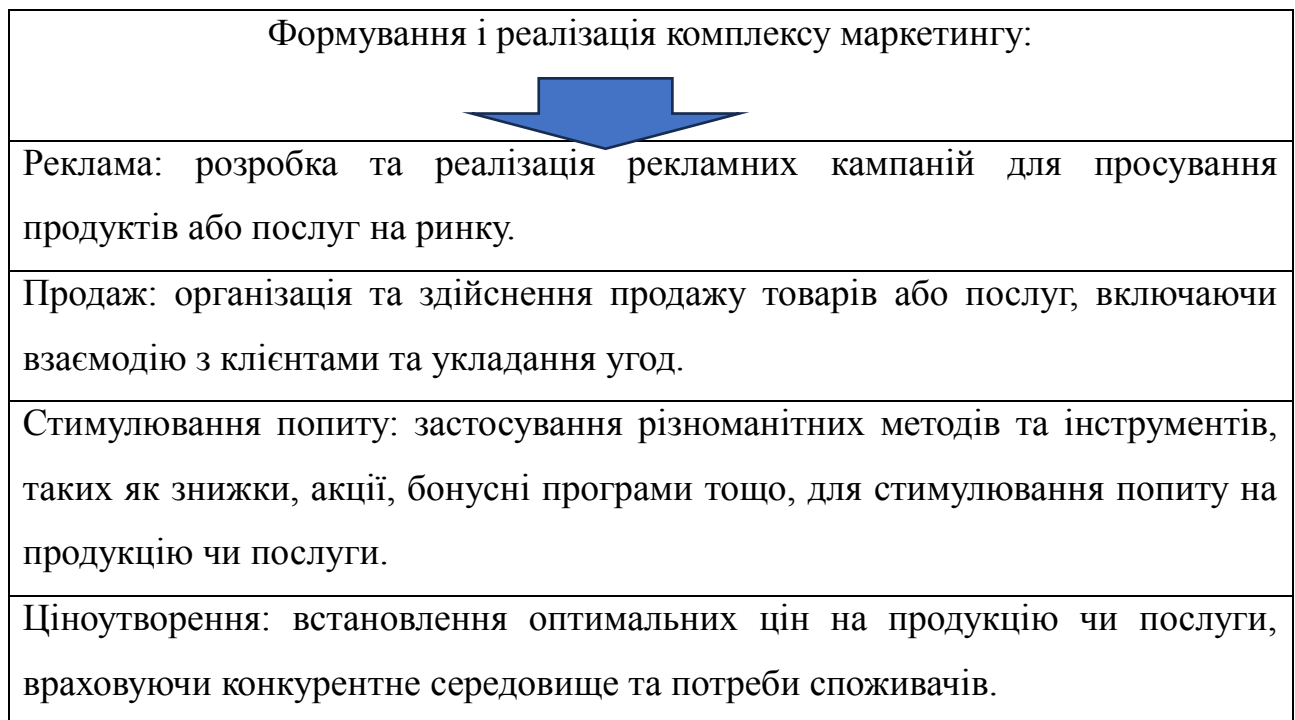 Формування і реалізація комплексу маркетингу:
Реклама: розробка та реалізація рекламних кампаній для просування
продуктів або послуг на ринку.
Продаж: організація та здійснення продажу товарів або послуг, включаючи
взаємодію з клієнтами та укладання угод.
Стимулювання попиту: застосування різноманітних методів та інструментів,
таких як знижки, акції, бонусні програми тощо, для стимулювання попиту на
продукцію чи послуги.
Ціноутворення: встановлення оптимальних цін на продукцію чи послуги,
враховуючи конкурентне середовище та потреби споживачів.